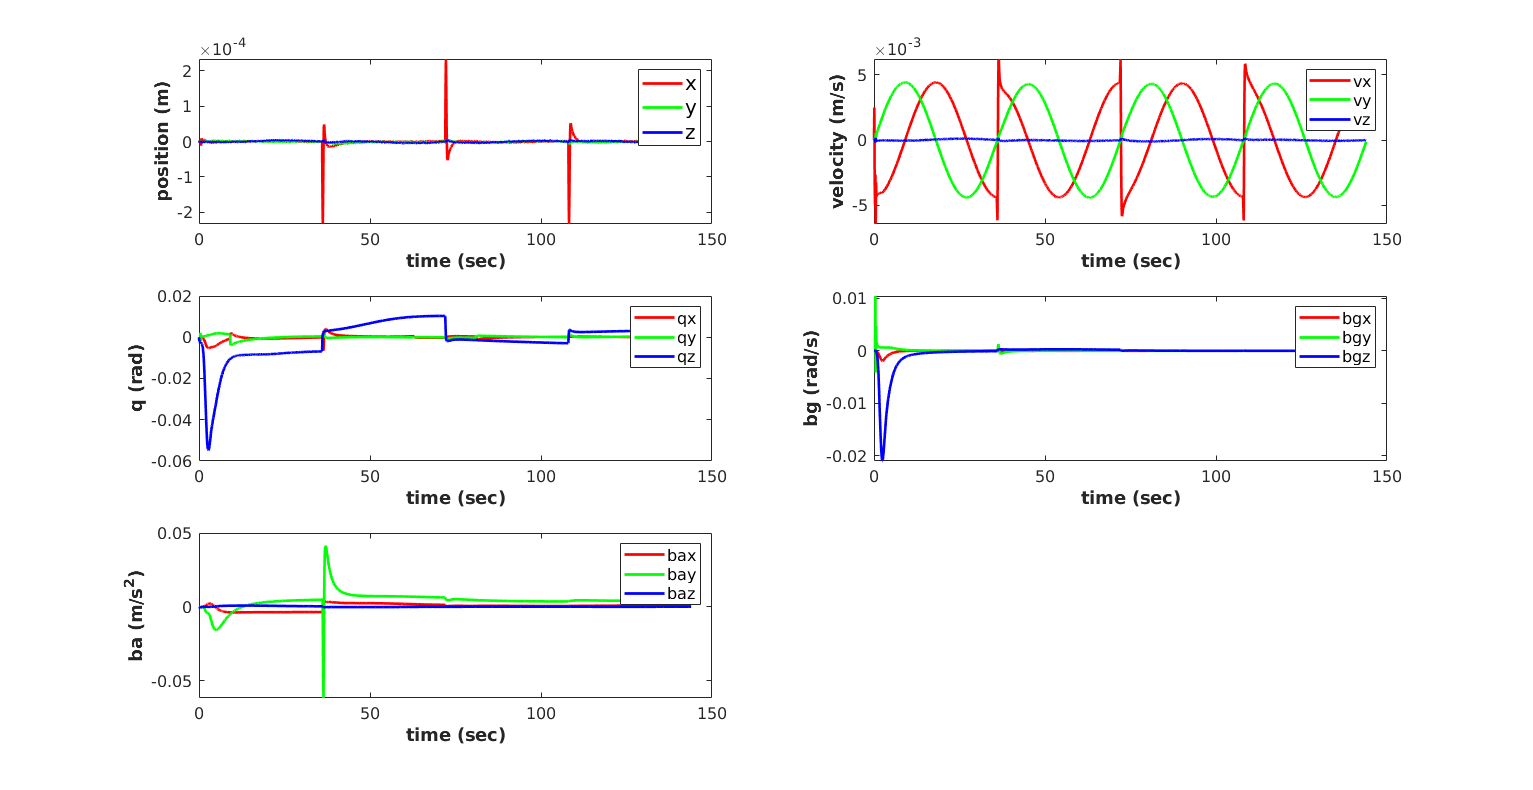 ×10-4
position (m)
2
1
0
-1
-2
x
y
z
0 50 100 150
time (sec)
×10-3
velocity (m/s)
5
0
-5
vx
vy
vz
0 50 100 150
time (sec)
q (rad)
0.02
0
-0.02
-0.04
-0.06
qx
qy
qz
0 50 100 150
time (sec)
bg (rad/s)
0.01
0
-0.01
-0.02
bgx
bgy
bgz
0 50 100 150
time (sec)
ba (m/s2)
0.05
0
-0.05
bax
bay
baz
0 50 100 150
time (sec)